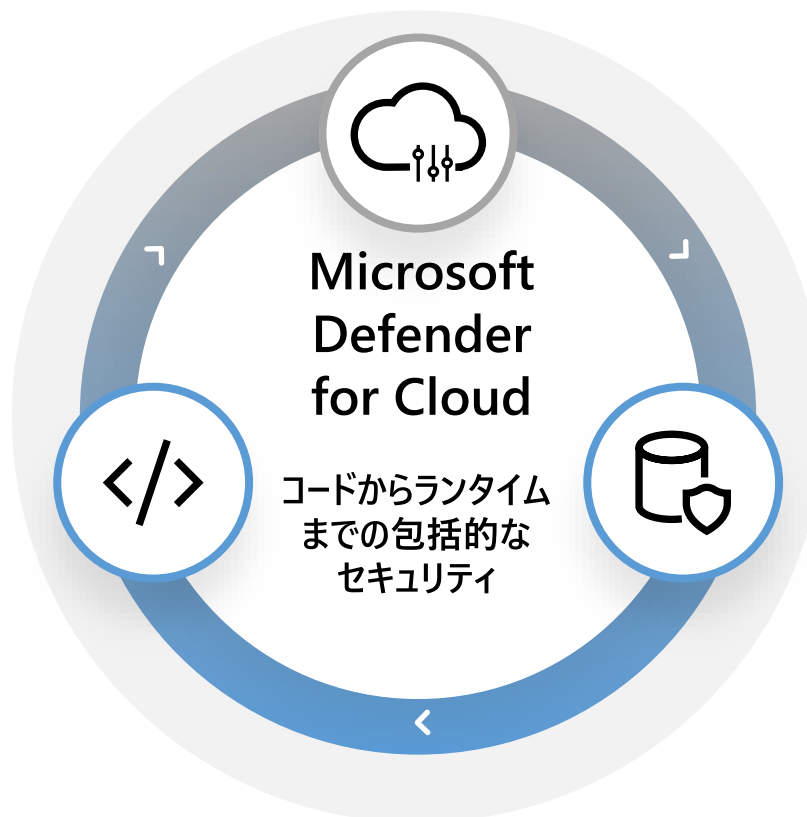 Microsoft
Defender
for Cloud
コードからランタイム
までの包括的な
セキュリティ